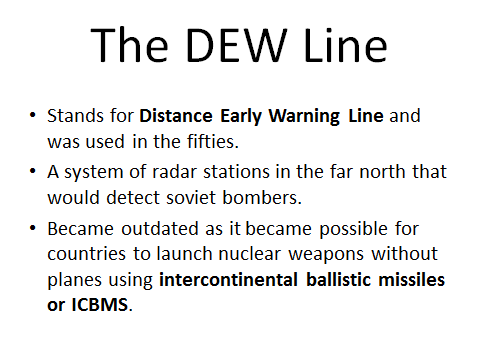 The DEW Line
• Stands for Distance Early Warning Line and
was used in the fifties.
• A system of radar stations in the far north that
would detect soviet bombers.
• Became outdated as it became possible for
countries to launch nuclear weapons without
planes using intercontinental ballistic missiles
or ICBMS.